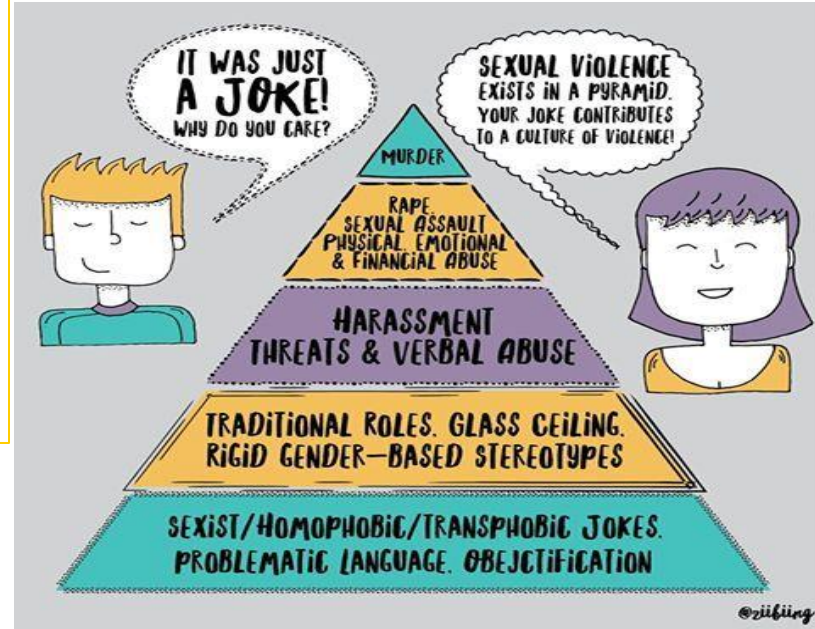 IT WAS JUST
A JOKE!
WHY DO YOU CARE?
SEXUAL VIOLENCE
EXISTS IN A PYRAMID.
YOUR JOKE CONTRIBUTES
TO A CULTURE OF VIOLENCE!
MURDER
RAPE,
SEXUAL ASSAULT
PHYSICAL, EMOTIONAL
& FINANCIAL ABUSE
HARASSMENT
THREATS & VERBAL ABUSE
TRADITIONAL ROLES, GLASS CEILING,
RIGID GENDER-BASED STEREOTYPES
SEXIST/HOMOPHOBIC/TRANSPHOBIC JOKES,
PROBLEMATIC LANGUAGE, OBEJCTIFICATION
@ziibiing